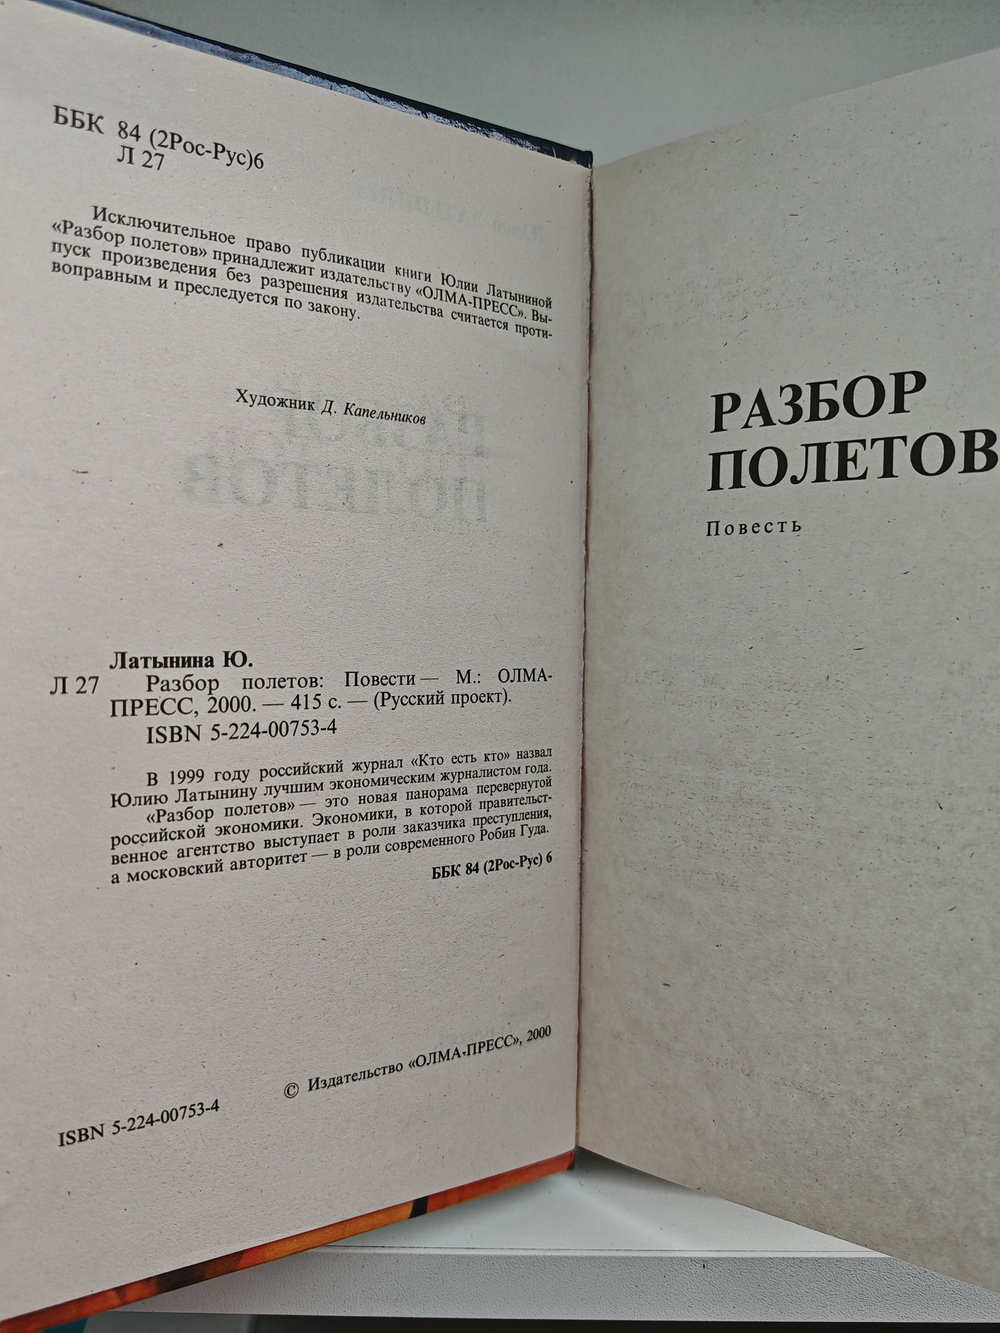 ББК 84 (2Рос-Рус)6
Л 27
Исключительное право публикации книги Юлии Латыниной
«Разбор полетов» принадлежит издательству «ОЛМА-ПРЕСС». Вы-
пуск произведения без разрешения издательства считается проти-
воправным и преследуется по закону.
Художник Д. Капельников
Латынина Ю.
Л 27 Разбор полетов: Повести — М.: ОЛМА-
ПРЕСС, 2000. — 415 с. — (Русский проект).
ISBN 5-224-00753-4
В 1999 году российский журнал «Кто есть кто» назвал
Юлию Латынину лучшим экономическим журналистом года.
«Разбор полетов» — это новая панорама перевернутой
российской экономики. Экономики, в которой правительст-
венное агентство выступает в роли заказчика преступления,
а московский авторитет — в роли современного Робин Гуда.
ББК 84 (2Рос-Рус) 6
© Издательство «ОЛМА-ПРЕСС», 2000
ISBN 5-224-00753-4
РАЗБОР
ПОЛЕТОВ
Повесть